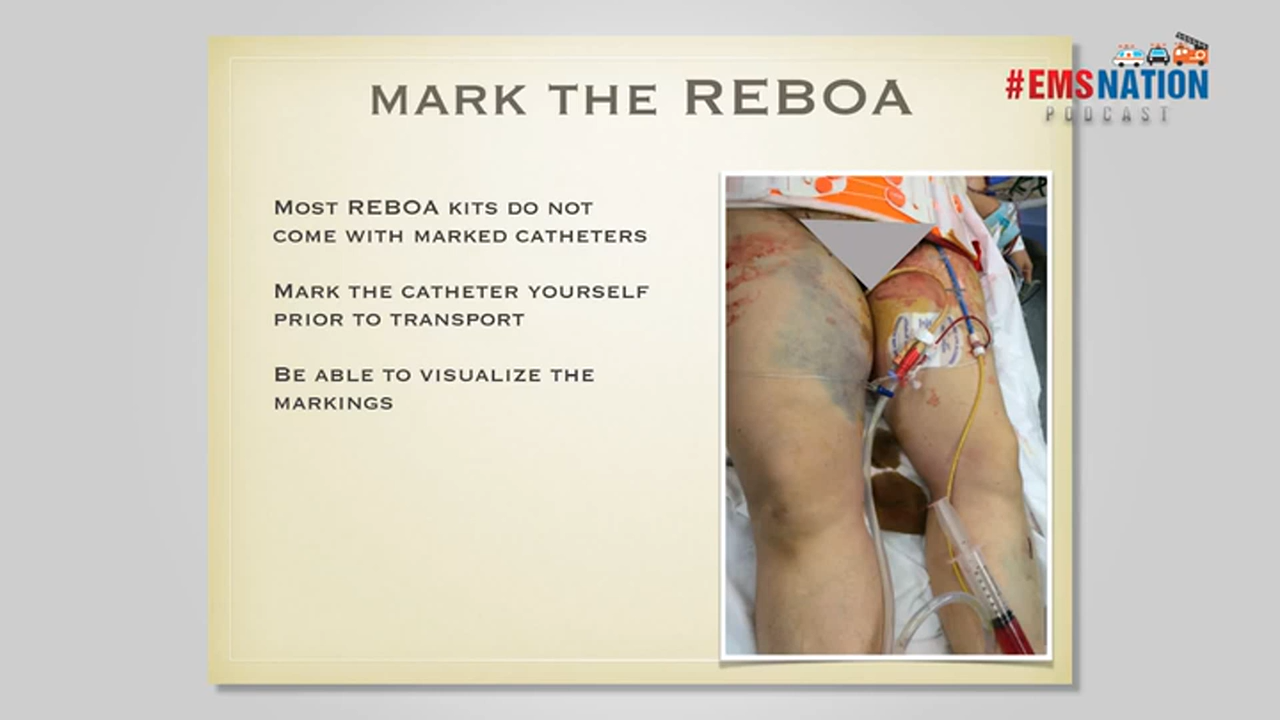 MARK THE REBOA
#EMSNATION
PODCAST
MOST REBOA KITS DO NOT
COME WITH MARKED CATHETERS
MARK THE CATHETER YOURSELF
PRIOR TO TRANSPORT
BE ABLE TO VISUALIZE THE
MARKINGS